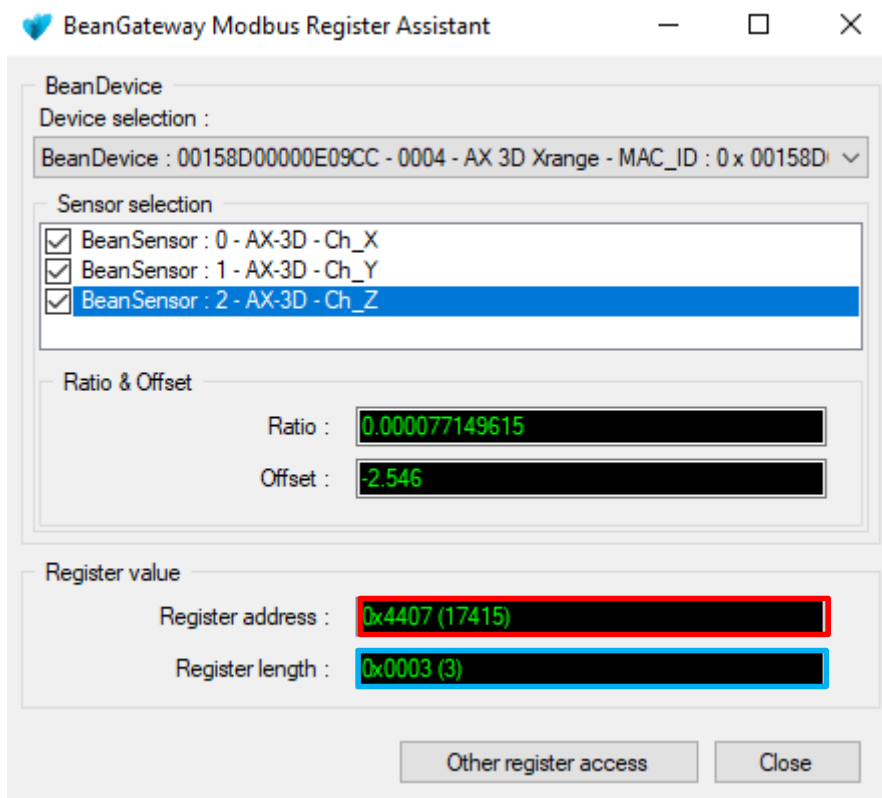 BeanGateway Modbus Register Assistant
BeanDevice
Device selection :
BeanDevice : 00158D00000E09CC - 0004 - AX 3D Xrange - MAC_ID : 0 x 00158D
Sensor selection
BeanSensor : 0 - AX-3D - Ch_X
BeanSensor : 1 - AX-3D - Ch_Y
BeanSensor : 2 - AX-3D - Ch_Z
Ratio & Offset
Ratio : 0.000077149615
Offset : -2.546
Register value
Register address : 0x4407 (17415)
Register length : 0x0003 (3)
Other register access Close